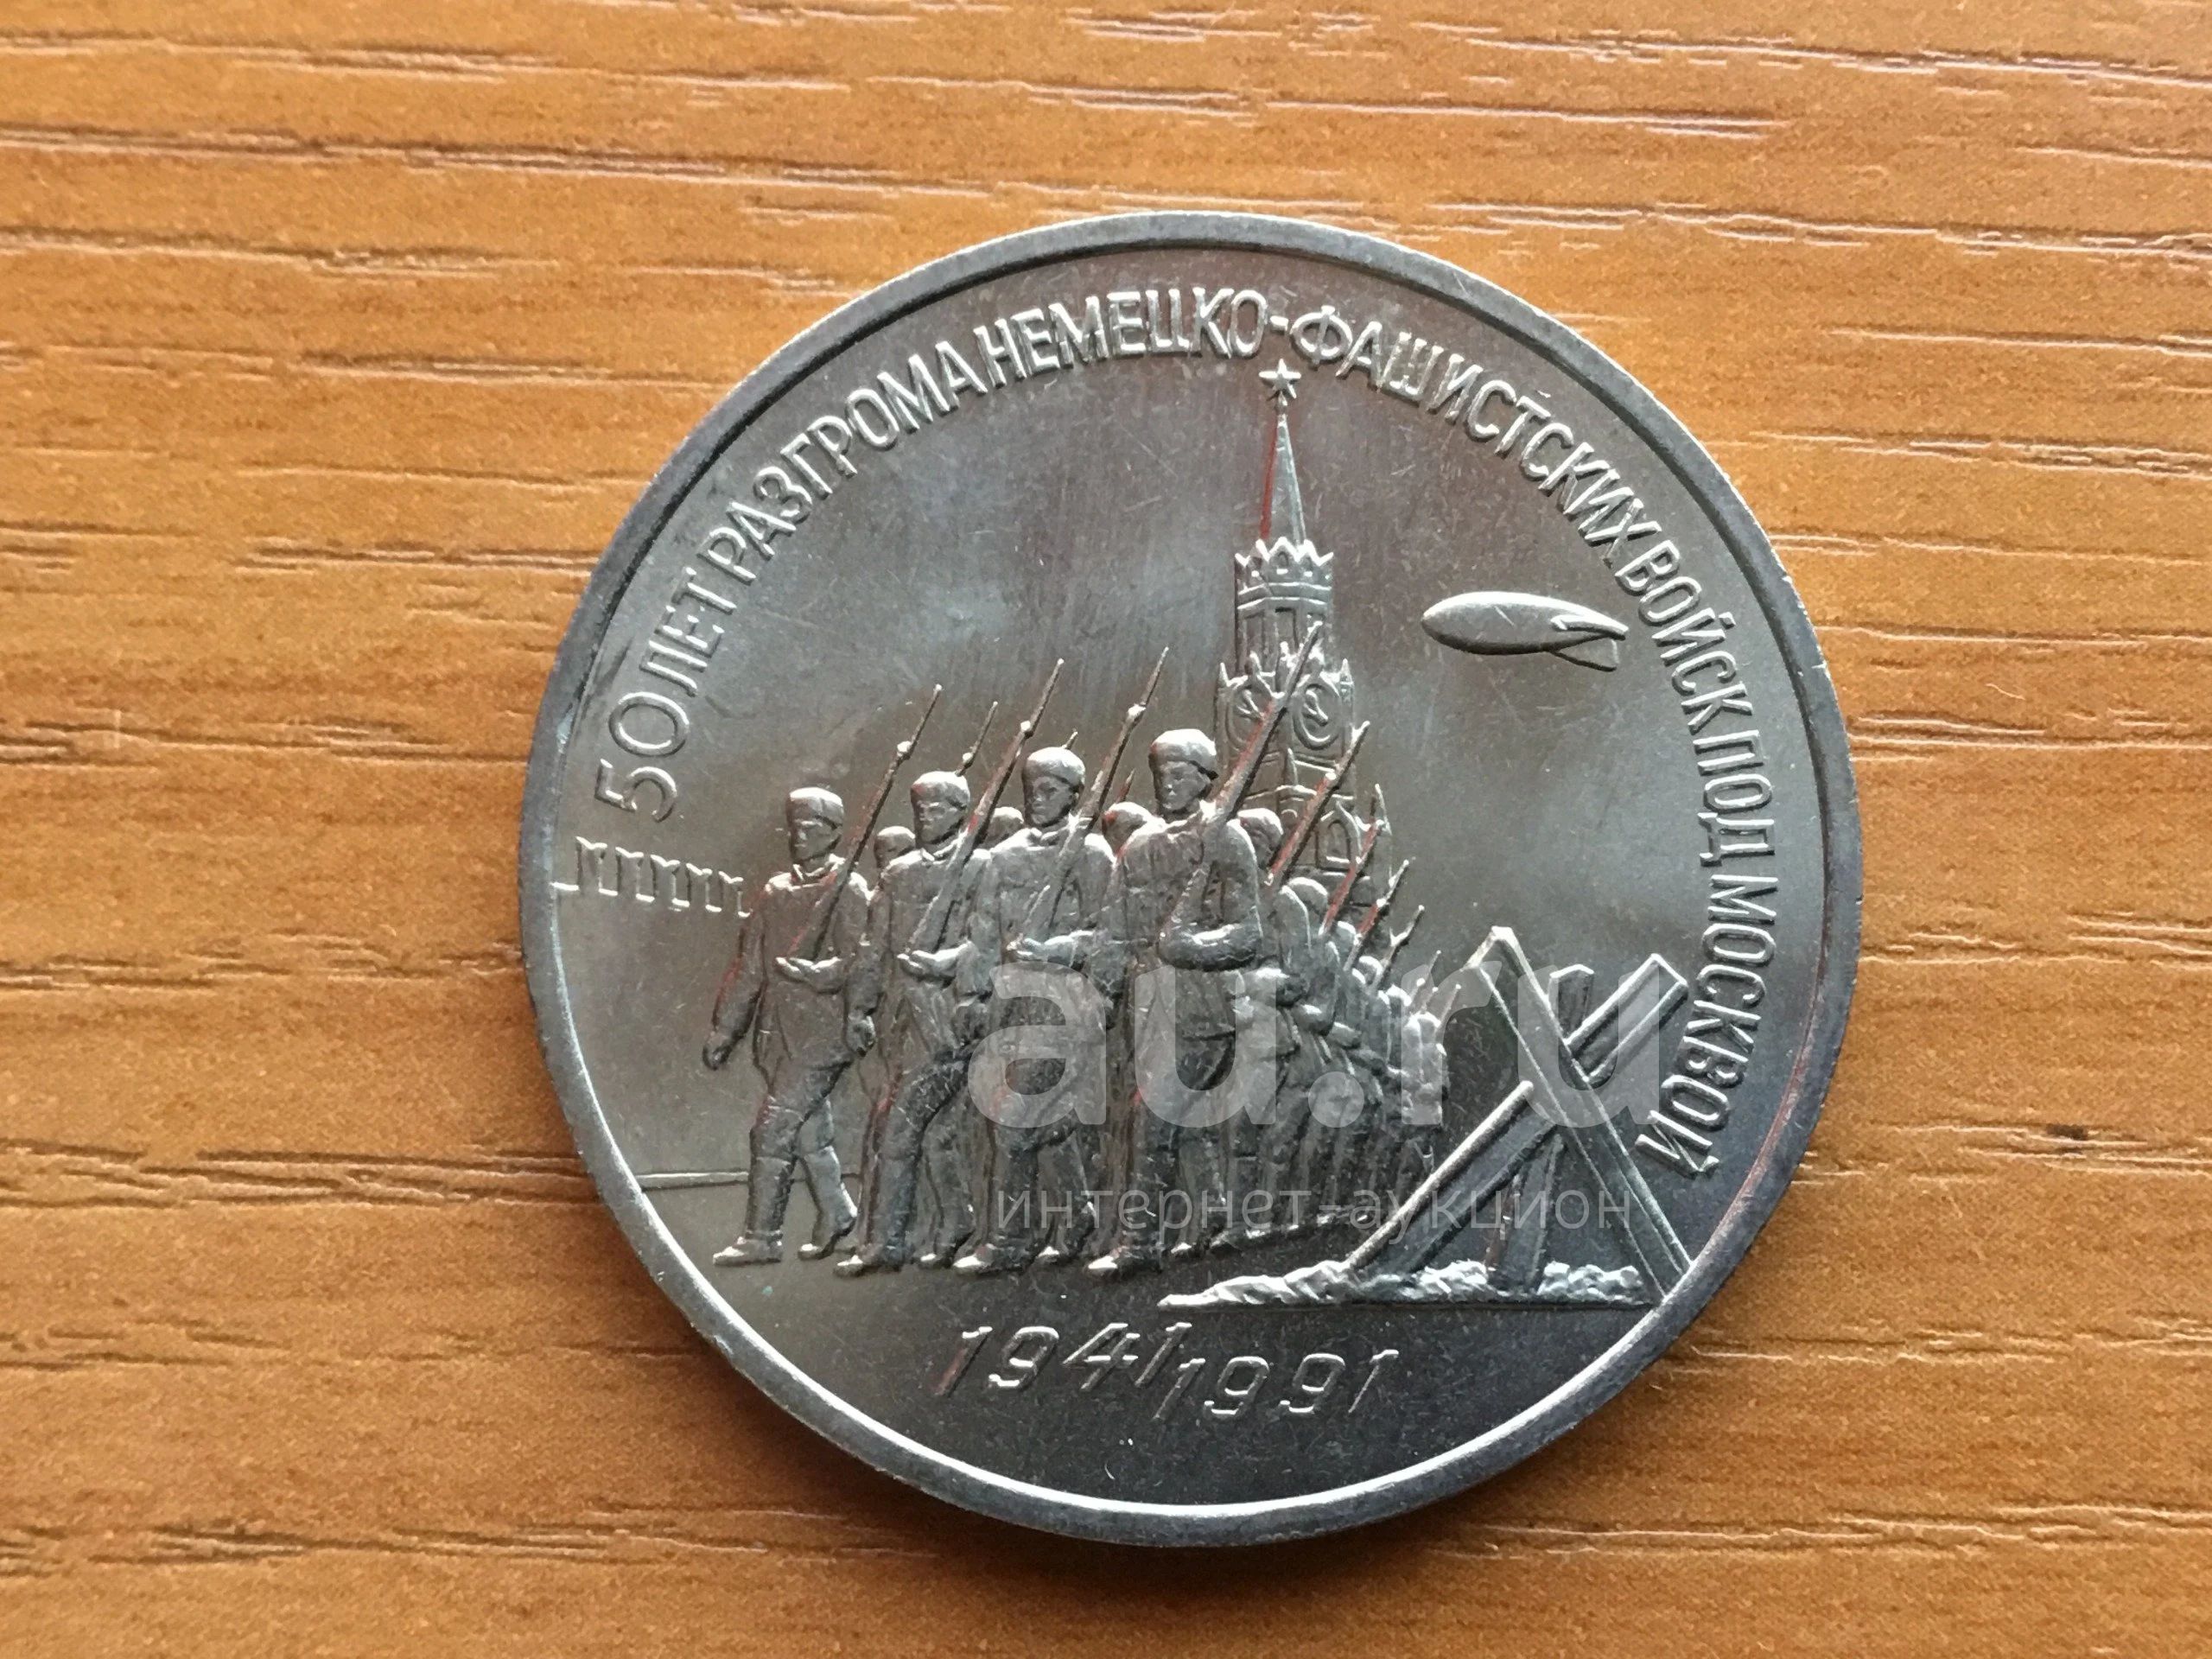 50 ЛЕТ РАЗГРОМА НЕМЕЦКО-ФАШИСТСКИХ ВОЙСК ПОД МОСКВОЙ
au.ru
интернет-аукцион
1941
1991